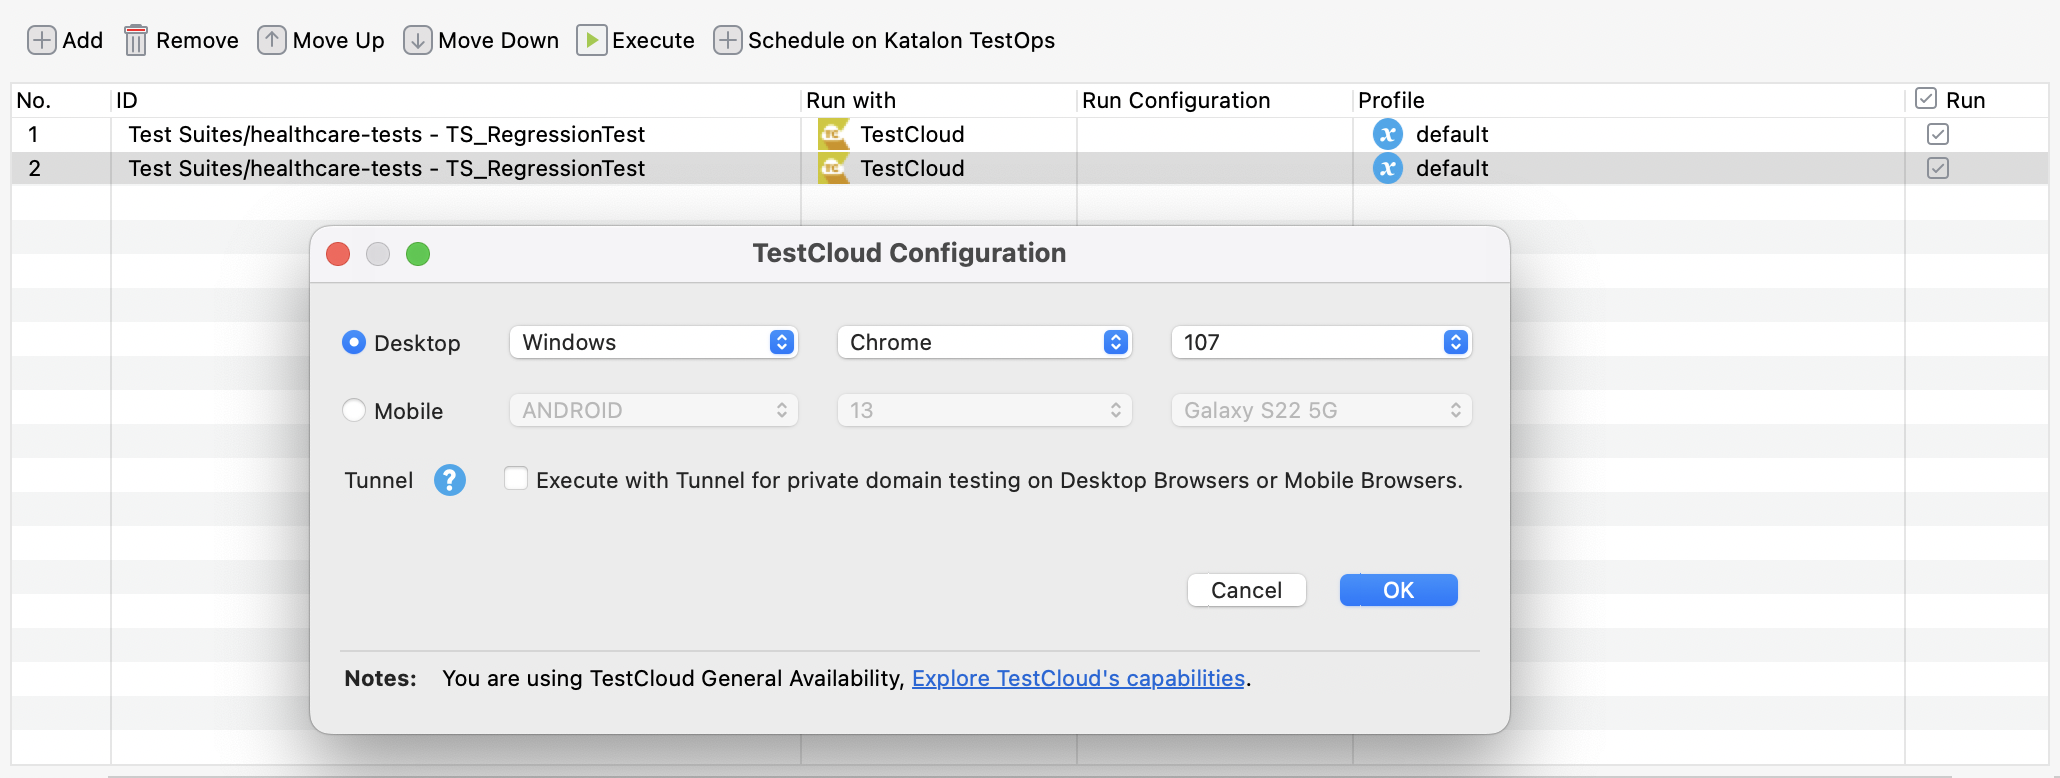 Add Remove Move Up Move Down Execute Schedule on Katalon TestOps
No. ID Run with Run Configuration Profile Run
1 Test Suites/healthcare-tests - TS_RegressionTest TC TestCloud x default
2 Test Suites/healthcare-tests - TS_RegressionTest TC TestCloud x default
TestCloud Configuration
Desktop Windows Chrome 107
Mobile ANDROID 13 Galaxy S22 5G
Tunnel ? Execute with Tunnel for private domain testing on Desktop Browsers or Mobile Browsers.
Cancel OK
Notes: You are using TestCloud General Availability, Explore TestCloud's capabilities.